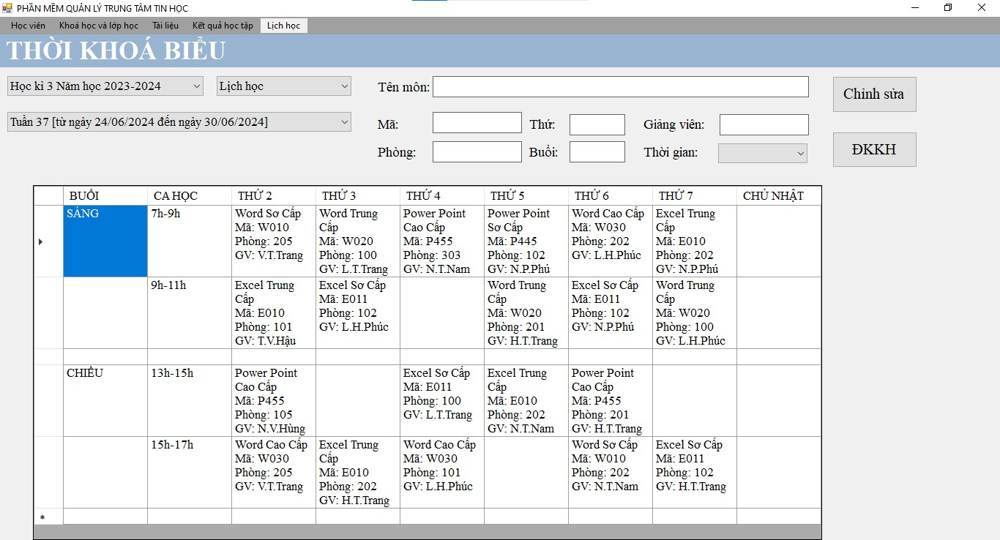 PHẦN MỀM QUẢN LÝ TRUNG TÂM TIN HỌC
Học viên Khoá học và lớp học Tài liệu Kết quả học tập Lịch học
THỜI KHOÁ BIỂU
Học kì 3 Năm học 2023-2024
Lịch học
Tuần 37 [từ ngày 24/06/2024 đến ngày 30/06/2024]
Tên môn:
Mã:
Thứ:
Giảng viên:
Phòng:
Buổi:
Thời gian:
Chỉnh sửa
ĐKKH
BUỔI CA HỌC THỨ 2 THỨ 3 THỨ 4 THỨ 5 THỨ 6 THỨ 7 CHỦ NHẬT
SÁNG
7h-9h
Word Sơ Cấp
Mã: W010
Phòng: 205
GV: V.T.Trang
Word Trung
Cấp
Mã: W020
Phòng: 100
GV: L.T.Trang
Power Point
Cao Cấp
Mã: P455
Phòng: 303
GV: N.T.Nam
Power Point
Sơ Cấp
Mã: P445
Phòng: 102
GV: N.P.Phú
Word Cao Cấp
Mã: W030
Phòng: 202
GV: L.H.Phúc
Excel Trung
Cấp
Mã: E010
Phòng: 202
GV: N.P.Phú
9h-11h
Excel Trung
Cấp
Mã: E010
Phòng: 101
GV: T.V.Hậu
Excel Sơ Cấp
Mã: E011
Phòng: 102
GV: L.H.Phúc
Word Trung
Cấp
Mã: W020
Phòng: 201
GV: H.T.Trang
Excel Sơ Cấp
Mã: E011
Phòng: 102
GV: N.P.Phú
Word Trung
Cấp
Mã: W020
Phòng: 100
GV: L.H.Phúc
CHIỀU
13h-15h
Power Point
Cao Cấp
Mã: P455
Phòng: 105
GV: N.V.Hùng
Excel Sơ Cấp
Mã: E011
Phòng: 100
GV: L.T.Trang
Excel Trung
Cấp
Mã: E010
Phòng: 202
GV: N.T.Nam
Power Point
Cao Cấp
Mã: P455
Phòng: 201
GV: H.T.Trang
15h-17h
Word Cao Cấp
Mã: W030
Phòng: 205
GV: V.T.Trang
Excel Trung
Cấp
Mã: E010
Phòng: 202
GV: H.T.Trang
Word Cao Cấp
Mã: W030
Phòng: 101
GV: L.H.Phúc
Word Sơ Cấp
Mã: W010
Phòng: 202
GV: N.T.Nam
Excel Sơ Cấp
Mã: E011
Phòng: 102
GV: H.T.Trang